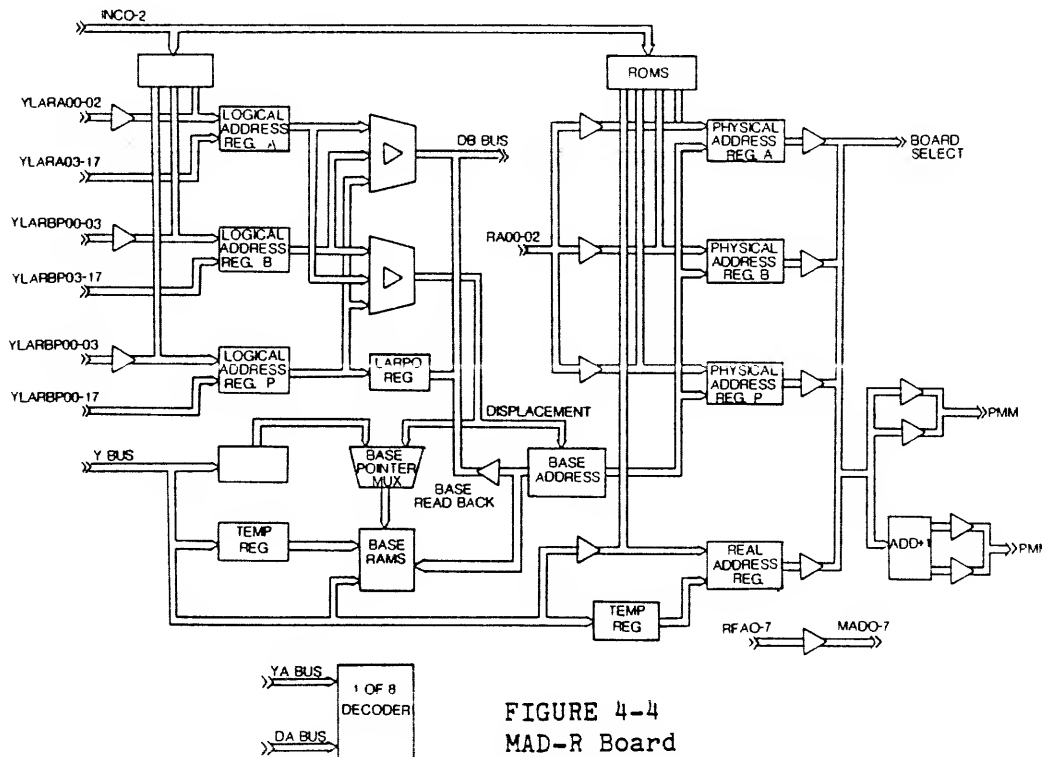 INCO-2
ROMS
YLARA00-02
LOGICAL
ADDRESS
REG. A
DB BUS
PHYSICAL
ADDRESS
REG. A
BOARD
SELECT
YLARA03-17
YLARBP00-03
LOGICAL
ADDRESS
REG. B
RA00-02
PHYSICAL
ADDRESS
REG. B
YLARBP03-17
YLARBP00-03
LOGICAL
ADDRESS
REG. P
LARPO
REG
PHYSICAL
ADDRESS
REG. P
YLARBP00-17
DISPLACEMENT
PMM
Y BUS
BASE
POINTER
MUX
BASE
READ BACK
BASE
ADDRESS
TEMP
REG
BASE
RAMS
REAL
ADDRESS
REG.
ADD+1
PMM
TEMP
REG
RFAO-7
MADO-7
YA BUS
1 OF 8
DECODER
DA BUS
FIGURE 4-4
MAD-R Board